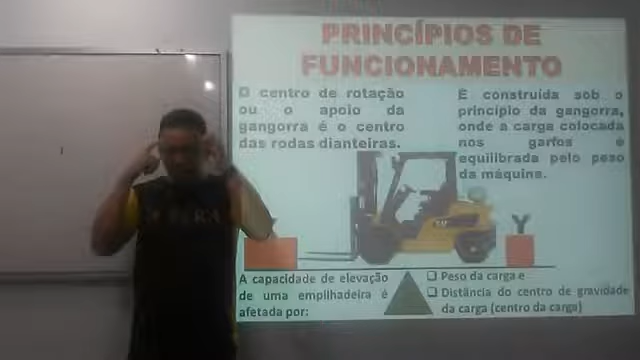 PRINCÍPIOS DE
FUNCIONAMENTO
O centro de rotação
ou o apoio da
gangorra é o centro
das rodas dianteiras.
É construída sob o
princípio da gangorra,
onde a carga colocada
nos garfos é
equilibrada pelo peso
da máquina.
Y
A capacidade de elevação
de uma empilhadeira é
afetada por:
Peso da carga e
Distância do centro de gravidade
da carga (centro da carga)